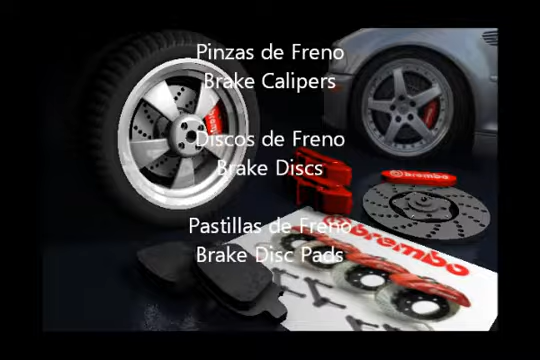 Pinzas de Freno
Brake Calipers
Discos de Freno
Brake Discs
brembo
Pastillas de Freno
brembo
Brake Disc Pads